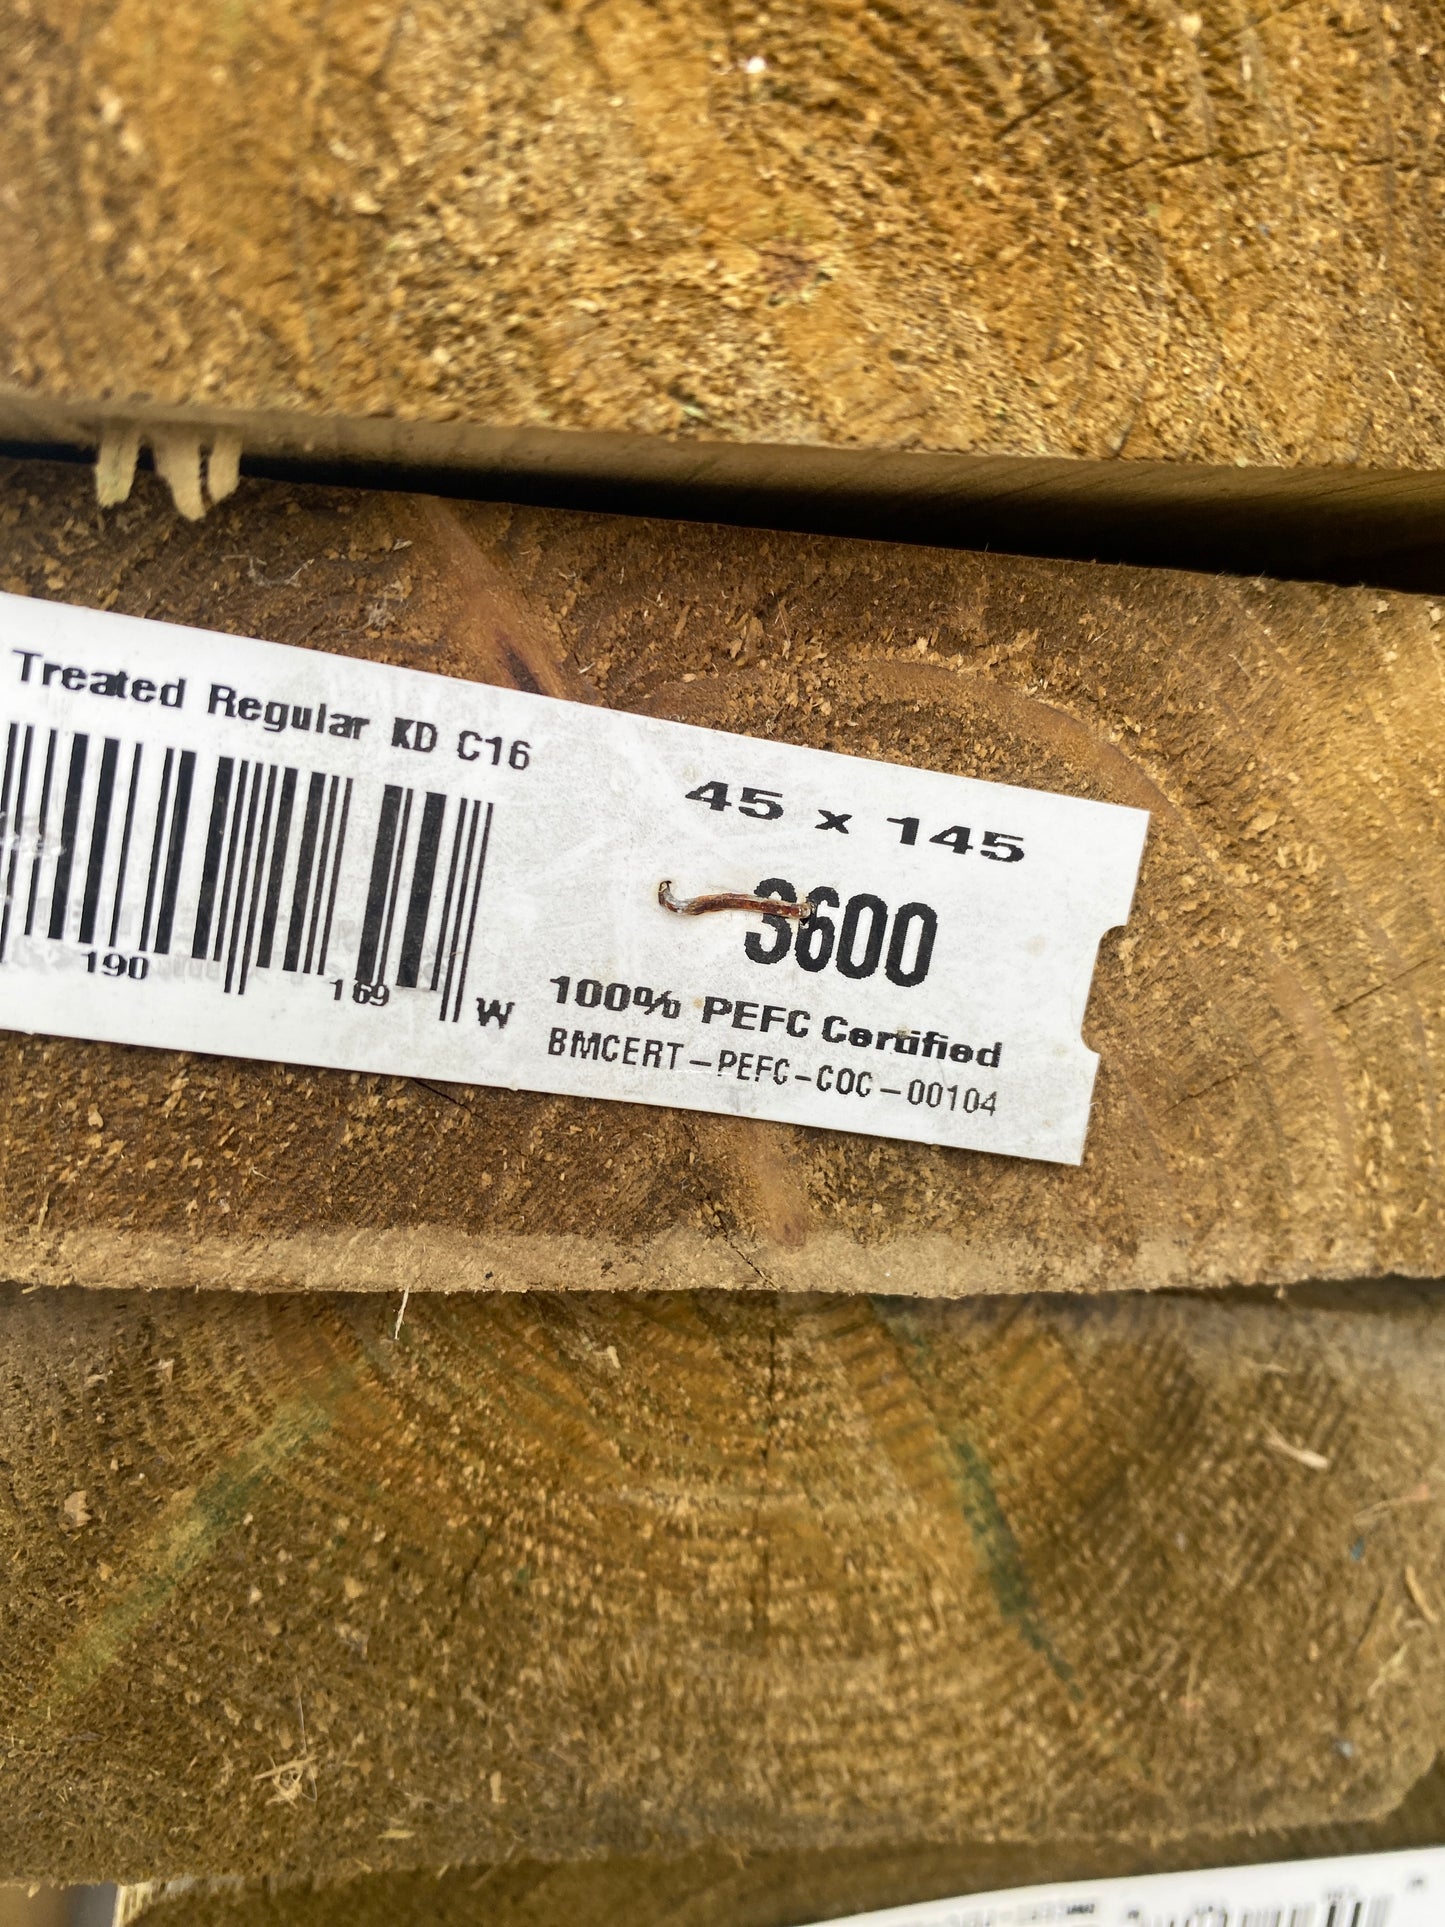 Treated Regular KD C16
45 x 145
3600
190
169
W
100% PEFC Certified
BMCERT-PEFC-COC-00104